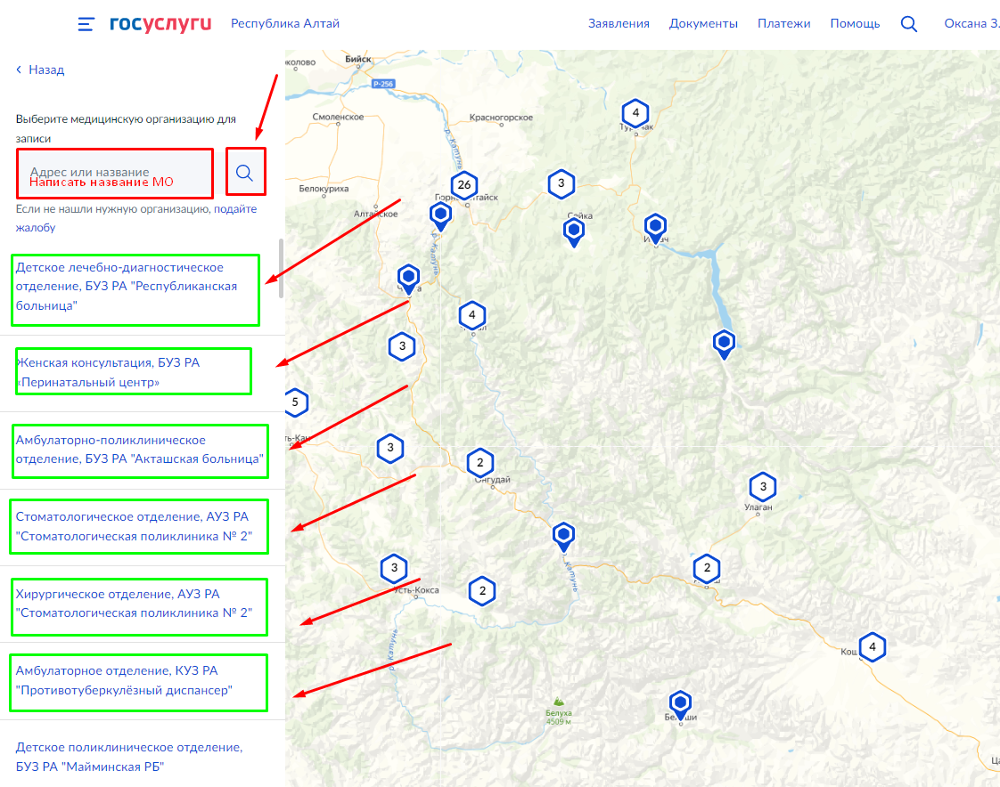 госуслуги
Республика Алтай
Заявления
Документы
Платежи
Помощь
Оксана З.
Назад
Выберите медицинскую организацию для
записи
Адрес или название
Написать название МО
Если не нашли нужную организацию, подайте
жалобу
Детское лечебно-диагностическое
отделение, БУЗ РА "Республиканская
больница"
Женская консультация, БУЗ РА
«Перинатальный центр»
Амбулаторно-поликлиническое
отделение, БУЗ РА "Акташская больница"
Стоматологическое отделение, АУЗ РА
"Стоматологическая поликлиника № 2"
Хирургическое отделение, АУЗ РА
"Стоматологическая поликлиника № 2"
Амбулаторное отделение, КУЗ РА
"Противотуберкулёзный диспансер"
Детское поликлиническое отделение,
БУЗ РА "Майминская РБ"
Бийск
Р-256
Смоленское
Красногорское
р. Катунь
4
Белокуриха
26
3
Алтайское
Сейка
р. Катунь
4
3
5
3
2
Онгудай
3
Улаган
3
Усть-Кокса
2
р. Катунь
2
р. Катунь
4
Белуха
4509 м